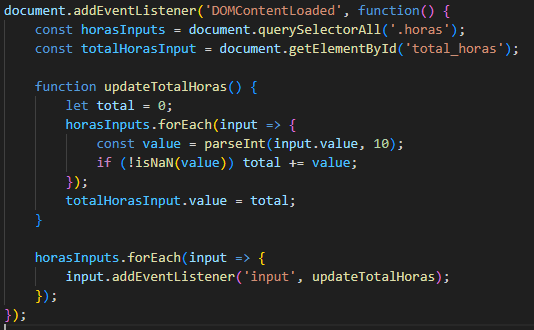 document.addEventListener('DOMContentLoaded', function() {
    const horasInputs = document.querySelectorAll('.horas');
    const totalHorasInput = document.getElementById('total_horas');

    function updateTotalHoras() {
        let total = 0;
        horasInputs.forEach(input => {
            const value = parseInt(input.value, 10);
            if (!isNaN(value)) total += value;
        });
        totalHorasInput.value = total;
    }

    horasInputs.forEach(input => {
        input.addEventListener('input', updateTotalHoras);
    });
});